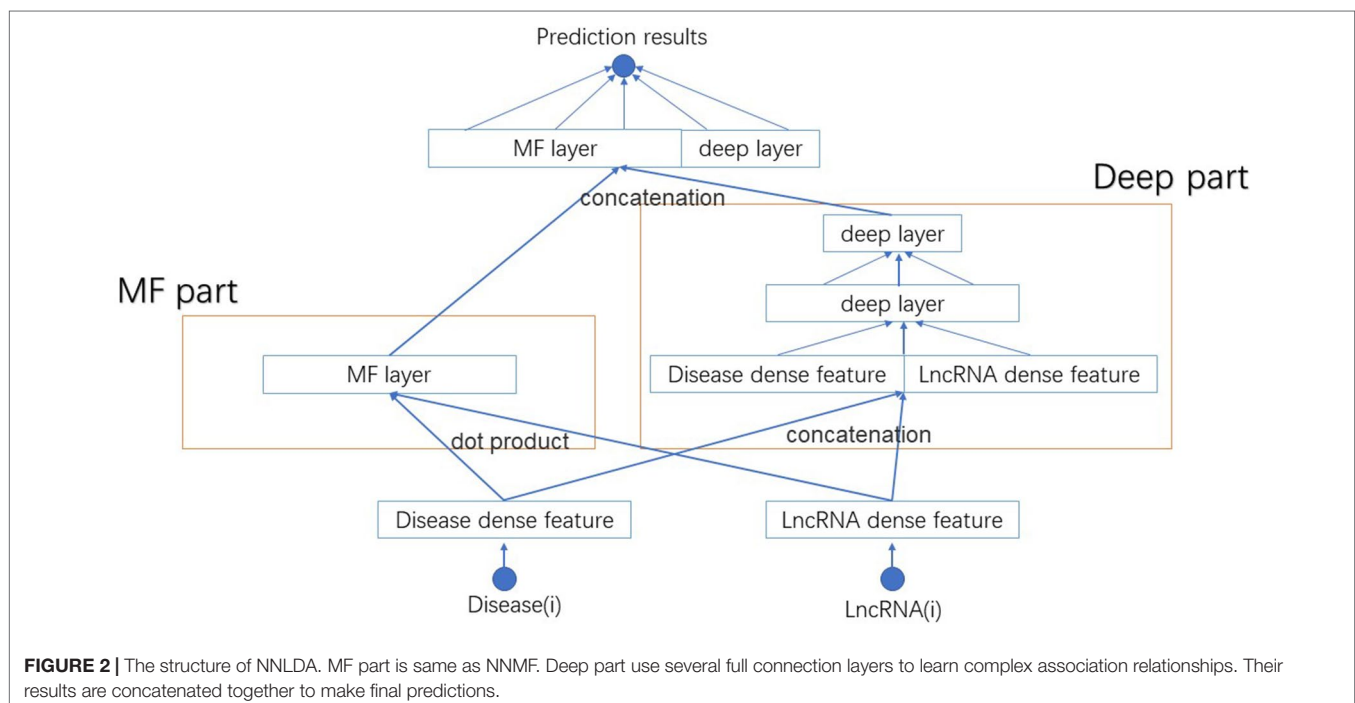 Prediction results
MF layer
deep layer
concatenation
Deep part
deep layer
MF part
deep layer
MF layer
Disease dense feature
LncRNA dense feature
dot product
concatenation
Disease dense feature
LncRNA dense feature
Disease(i)
LncRNA(i)
FIGURE 2 | The structure of NNLDA. MF part is same as NNMF. Deep part use several full connection layers to learn complex association relationships. Their
results are concatenated together to make final predictions.